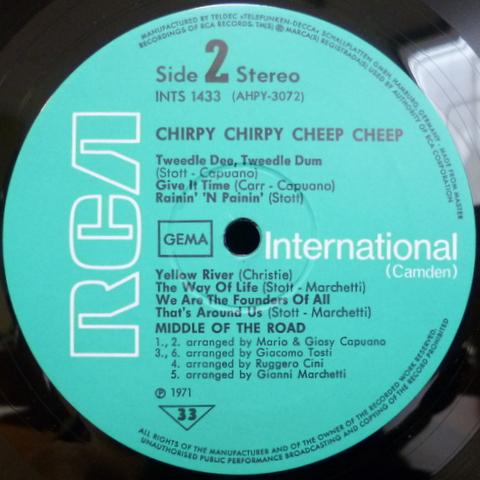 MANUFACTURED BY TELDEC »TELEFUNKEN-DECCA« SCHALLPLATTEN GMBH, HAMBURG, GERMANY, MADE FROM MASTER
RECORDINGS OF RCA RECORDS. TM(S) ® MARCA(S) REGISTRADA(S) USED BY AUTHORITY OF RCA CORPORATION
Side 2 Stereo
INTS 1433 (AHPY-3072)
CHIRPY CHIRPY CHEEP CHEEP
Tweedle Dee, Tweedle Dum
(Stott - Capuano)
Give It Time (Carr - Capuano)
Rainin' 'N Painin' (Stott)
RCA
GEMA
International
(Camden)
Yellow River (Christie)
The Way Of Life (Stott - Marchetti)
We Are The Founders Of All
That's Around Us (Stott - Marchetti)
MIDDLE OF THE ROAD
1., 2. arranged by Mario & Giosy Capuano
3., 6. arranged by Giacomo Tosti
4. arranged by Ruggero Cini
5. arranged by Gianni Marchetti
℗ 1971
33
ALL RIGHTS OF THE MANUFACTURER AND OF THE OWNER OF THE RECORDED WORK RESERVED.
UNAUTHORISED PUBLIC PERFORMANCE BROADCASTING AND COPYING OF THE RECORD PROHIBITED